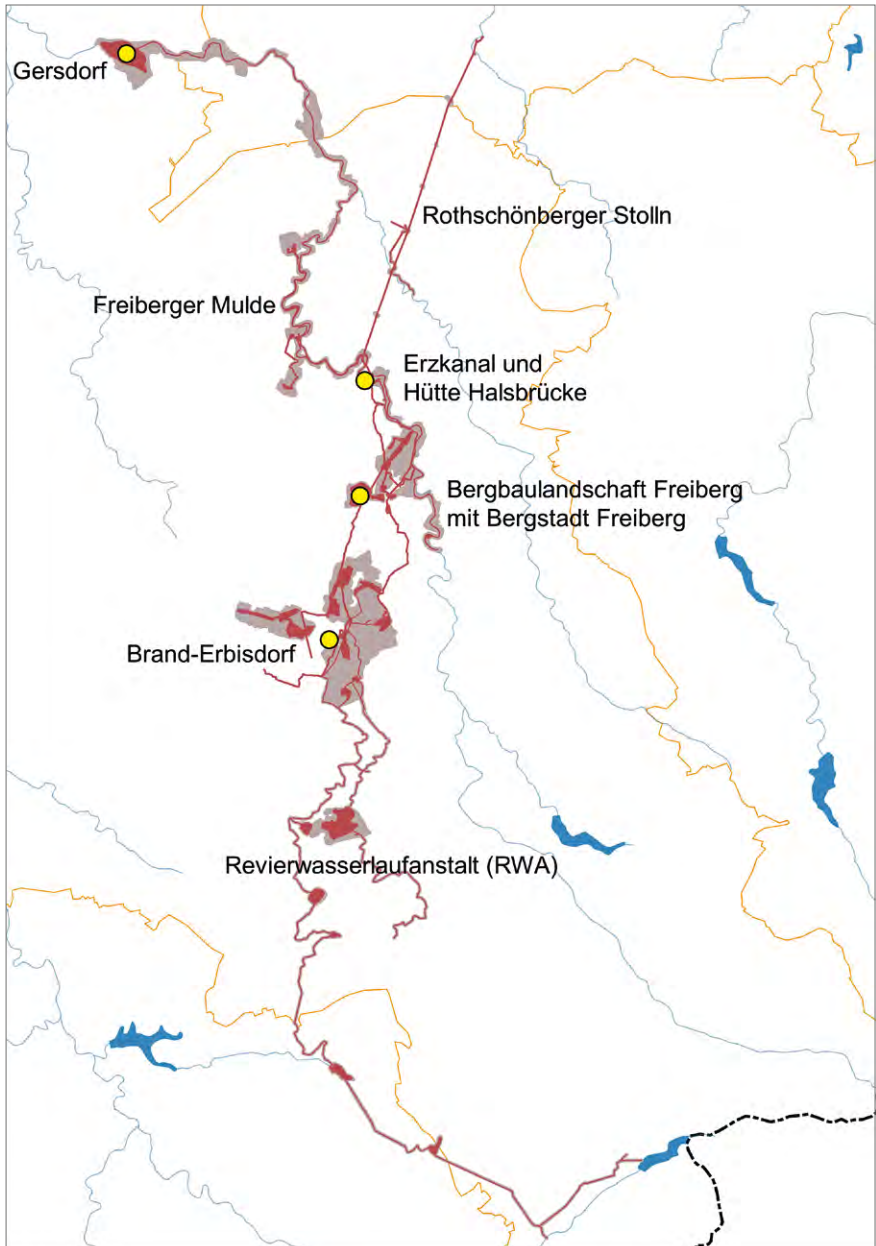 Gersdorf
Rothschönberger Stolln
Freiberger Mulde
Erzkanal und
Hütte Halsbrücke
Bergbaulandschaft Freiberg
mit Bergstadt Freiberg
Brand-Erbisdorf
Revierwasserlaufanstalt (RWA)